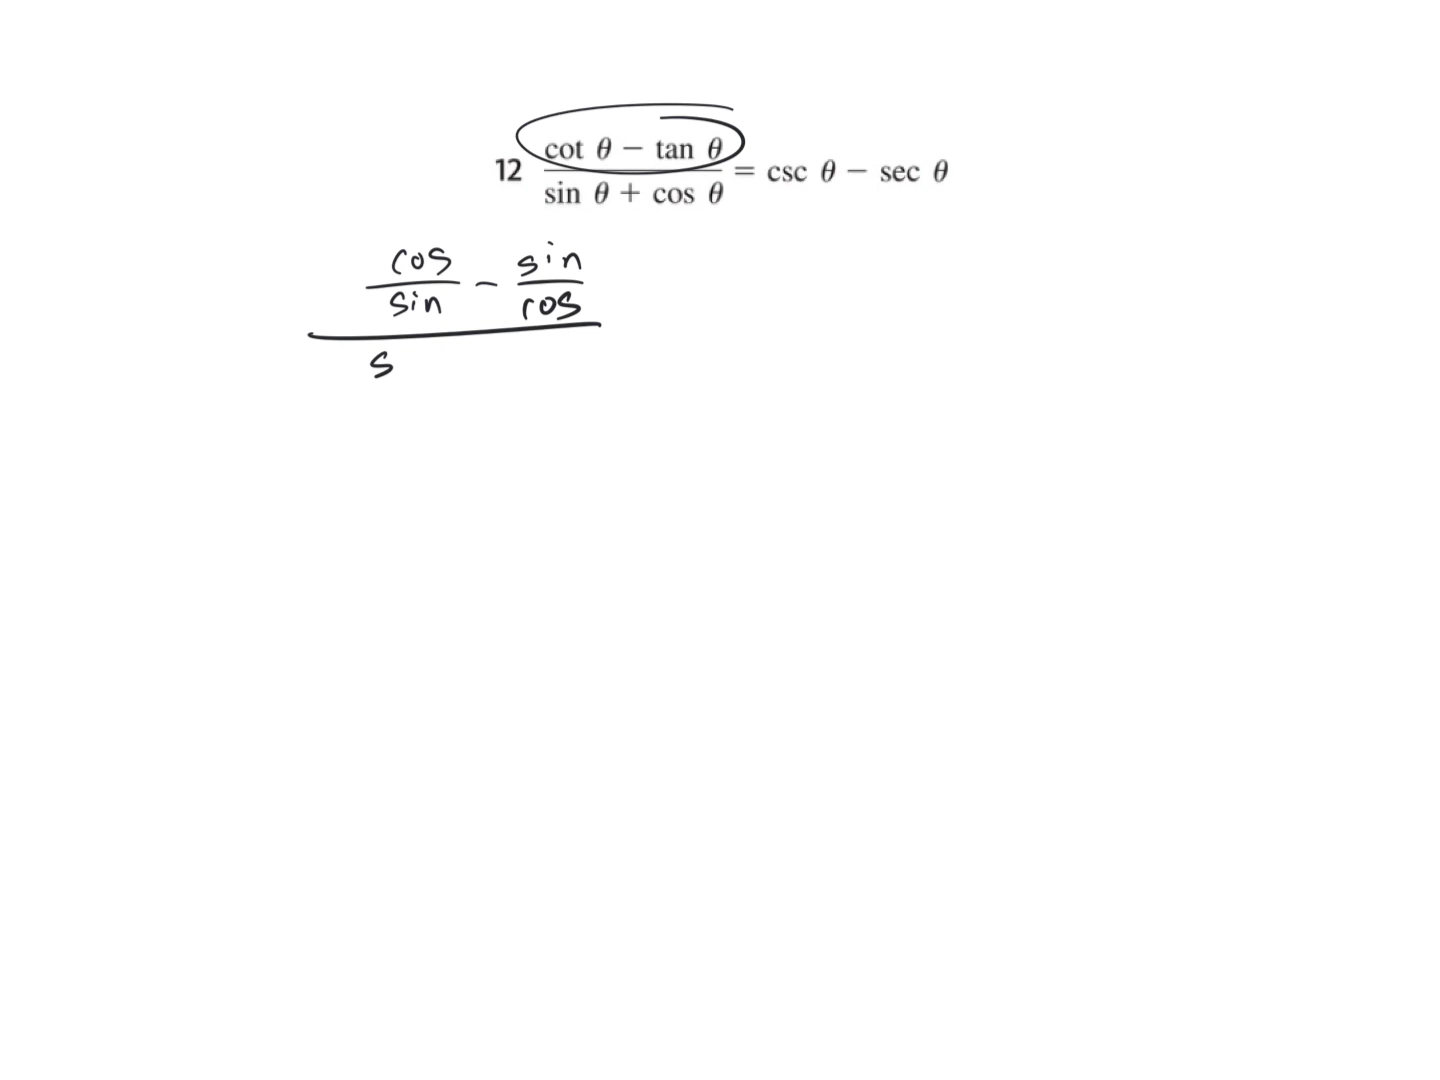 12 cot θ − tan θ / sin θ + cos θ = csc θ − sec θ
cos/sin − sin/cos
s